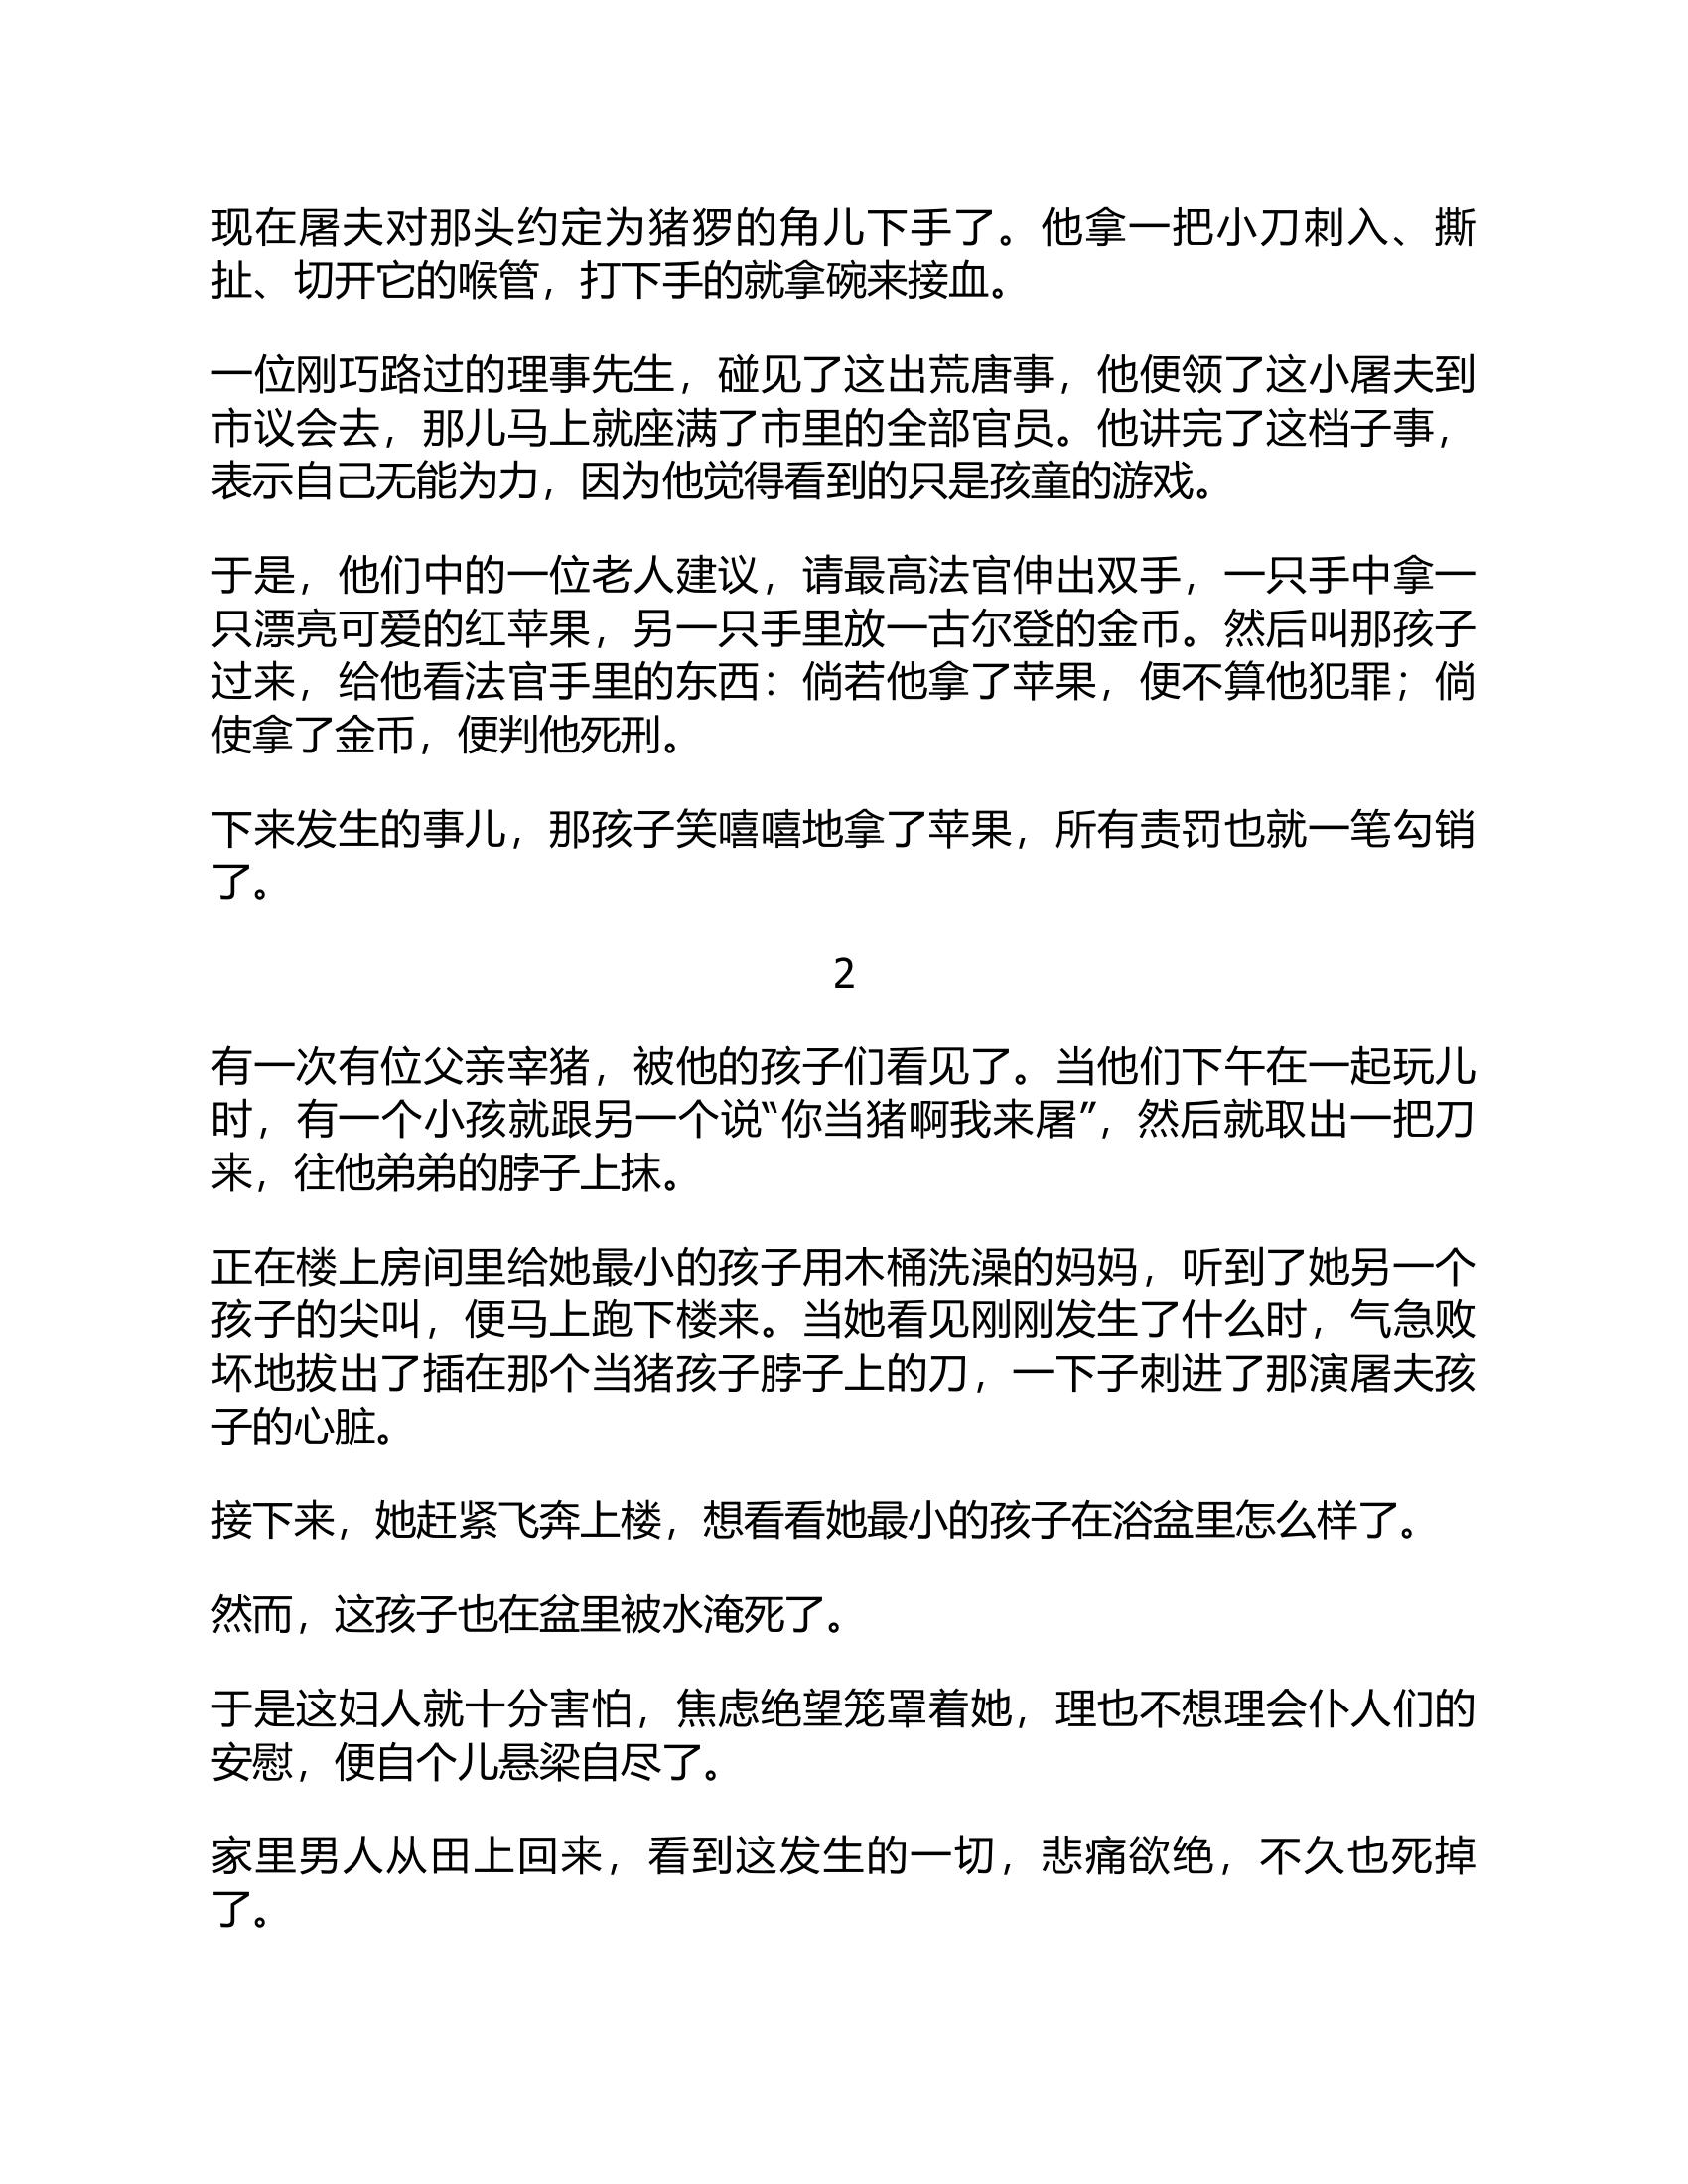 现在屠夫对那头约定为猪猡的角儿下手了。他拿一把小刀刺入、撕
扯、切开它的喉管，打下手的就拿碗来接血。
一位刚巧路过的理事先生，碰见了这出荒唐事，他便领了这小屠夫到
市议会去，那儿马上就座满了市里的全部官员。他讲完了这档子事，
表示自己无能为力，因为他觉得看到的只是孩童的游戏。
于是，他们中的一位老人建议，请最高法官伸出双手，一只手中拿一
只漂亮可爱的红苹果，另一只手里放一古尔登的金币。然后叫那孩子
过来，给他看法官手里的东西：倘若他拿了苹果，便不算他犯罪；倘
使拿了金币，便判他死刑。
下来发生的事儿，那孩子笑嘻嘻地拿了苹果，所有责罚也就一笔勾销
了。
2
有一次有位父亲宰猪，被他的孩子们看见了。当他们下午在一起玩儿
时，有一个小孩就跟另一个说“你当猪啊我来屠”，然后就取出一把刀
来，往他弟弟的脖子上抹。
正在楼上房间里给她最小的孩子用木桶洗澡的妈妈，听到了她另一个
孩子的尖叫，便马上跑下楼来。当她看见刚刚发生了什么时，气急败
坏地拔出了插在那个当猪孩子脖子上的刀，一下子刺进了那演屠夫孩
子的心脏。
接下来，她赶紧飞奔上楼，想看看她最小的孩子在浴盆里怎么样了。
然而，这孩子也在盆里被水淹死了。
于是这妇人就十分害怕，焦虑绝望笼罩着她，理也不想理会仆人们的
安慰，便自个儿悬梁自尽了。
家里男人从田上回来，看到这发生的一切，悲痛欲绝，不久也死掉
了。